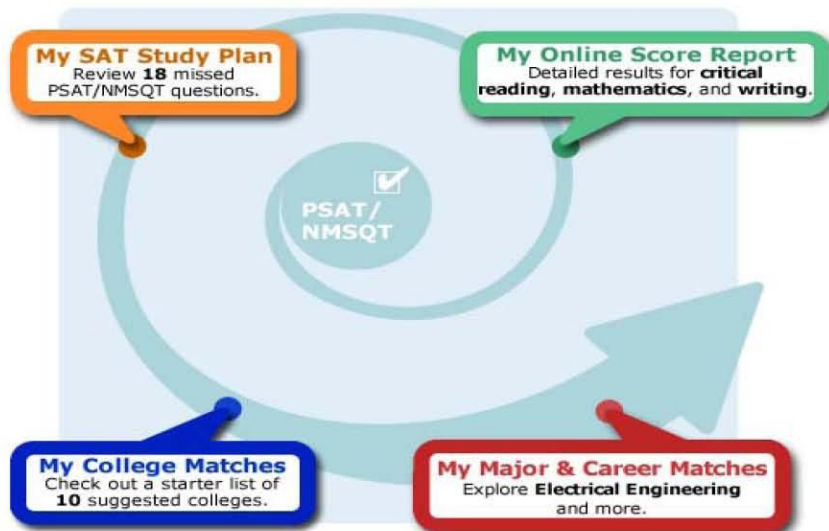 My SAT Study Plan
Review 18 missed
PSAT/NMSQT questions.
My Online Score Report
Detailed results for critical
reading, mathematics, and writing.
PSAT/
NMSQT
My College Matches
Check out a starter list of
10 suggested colleges.
My Major & Career Matches
Explore Electrical Engineering
and more.